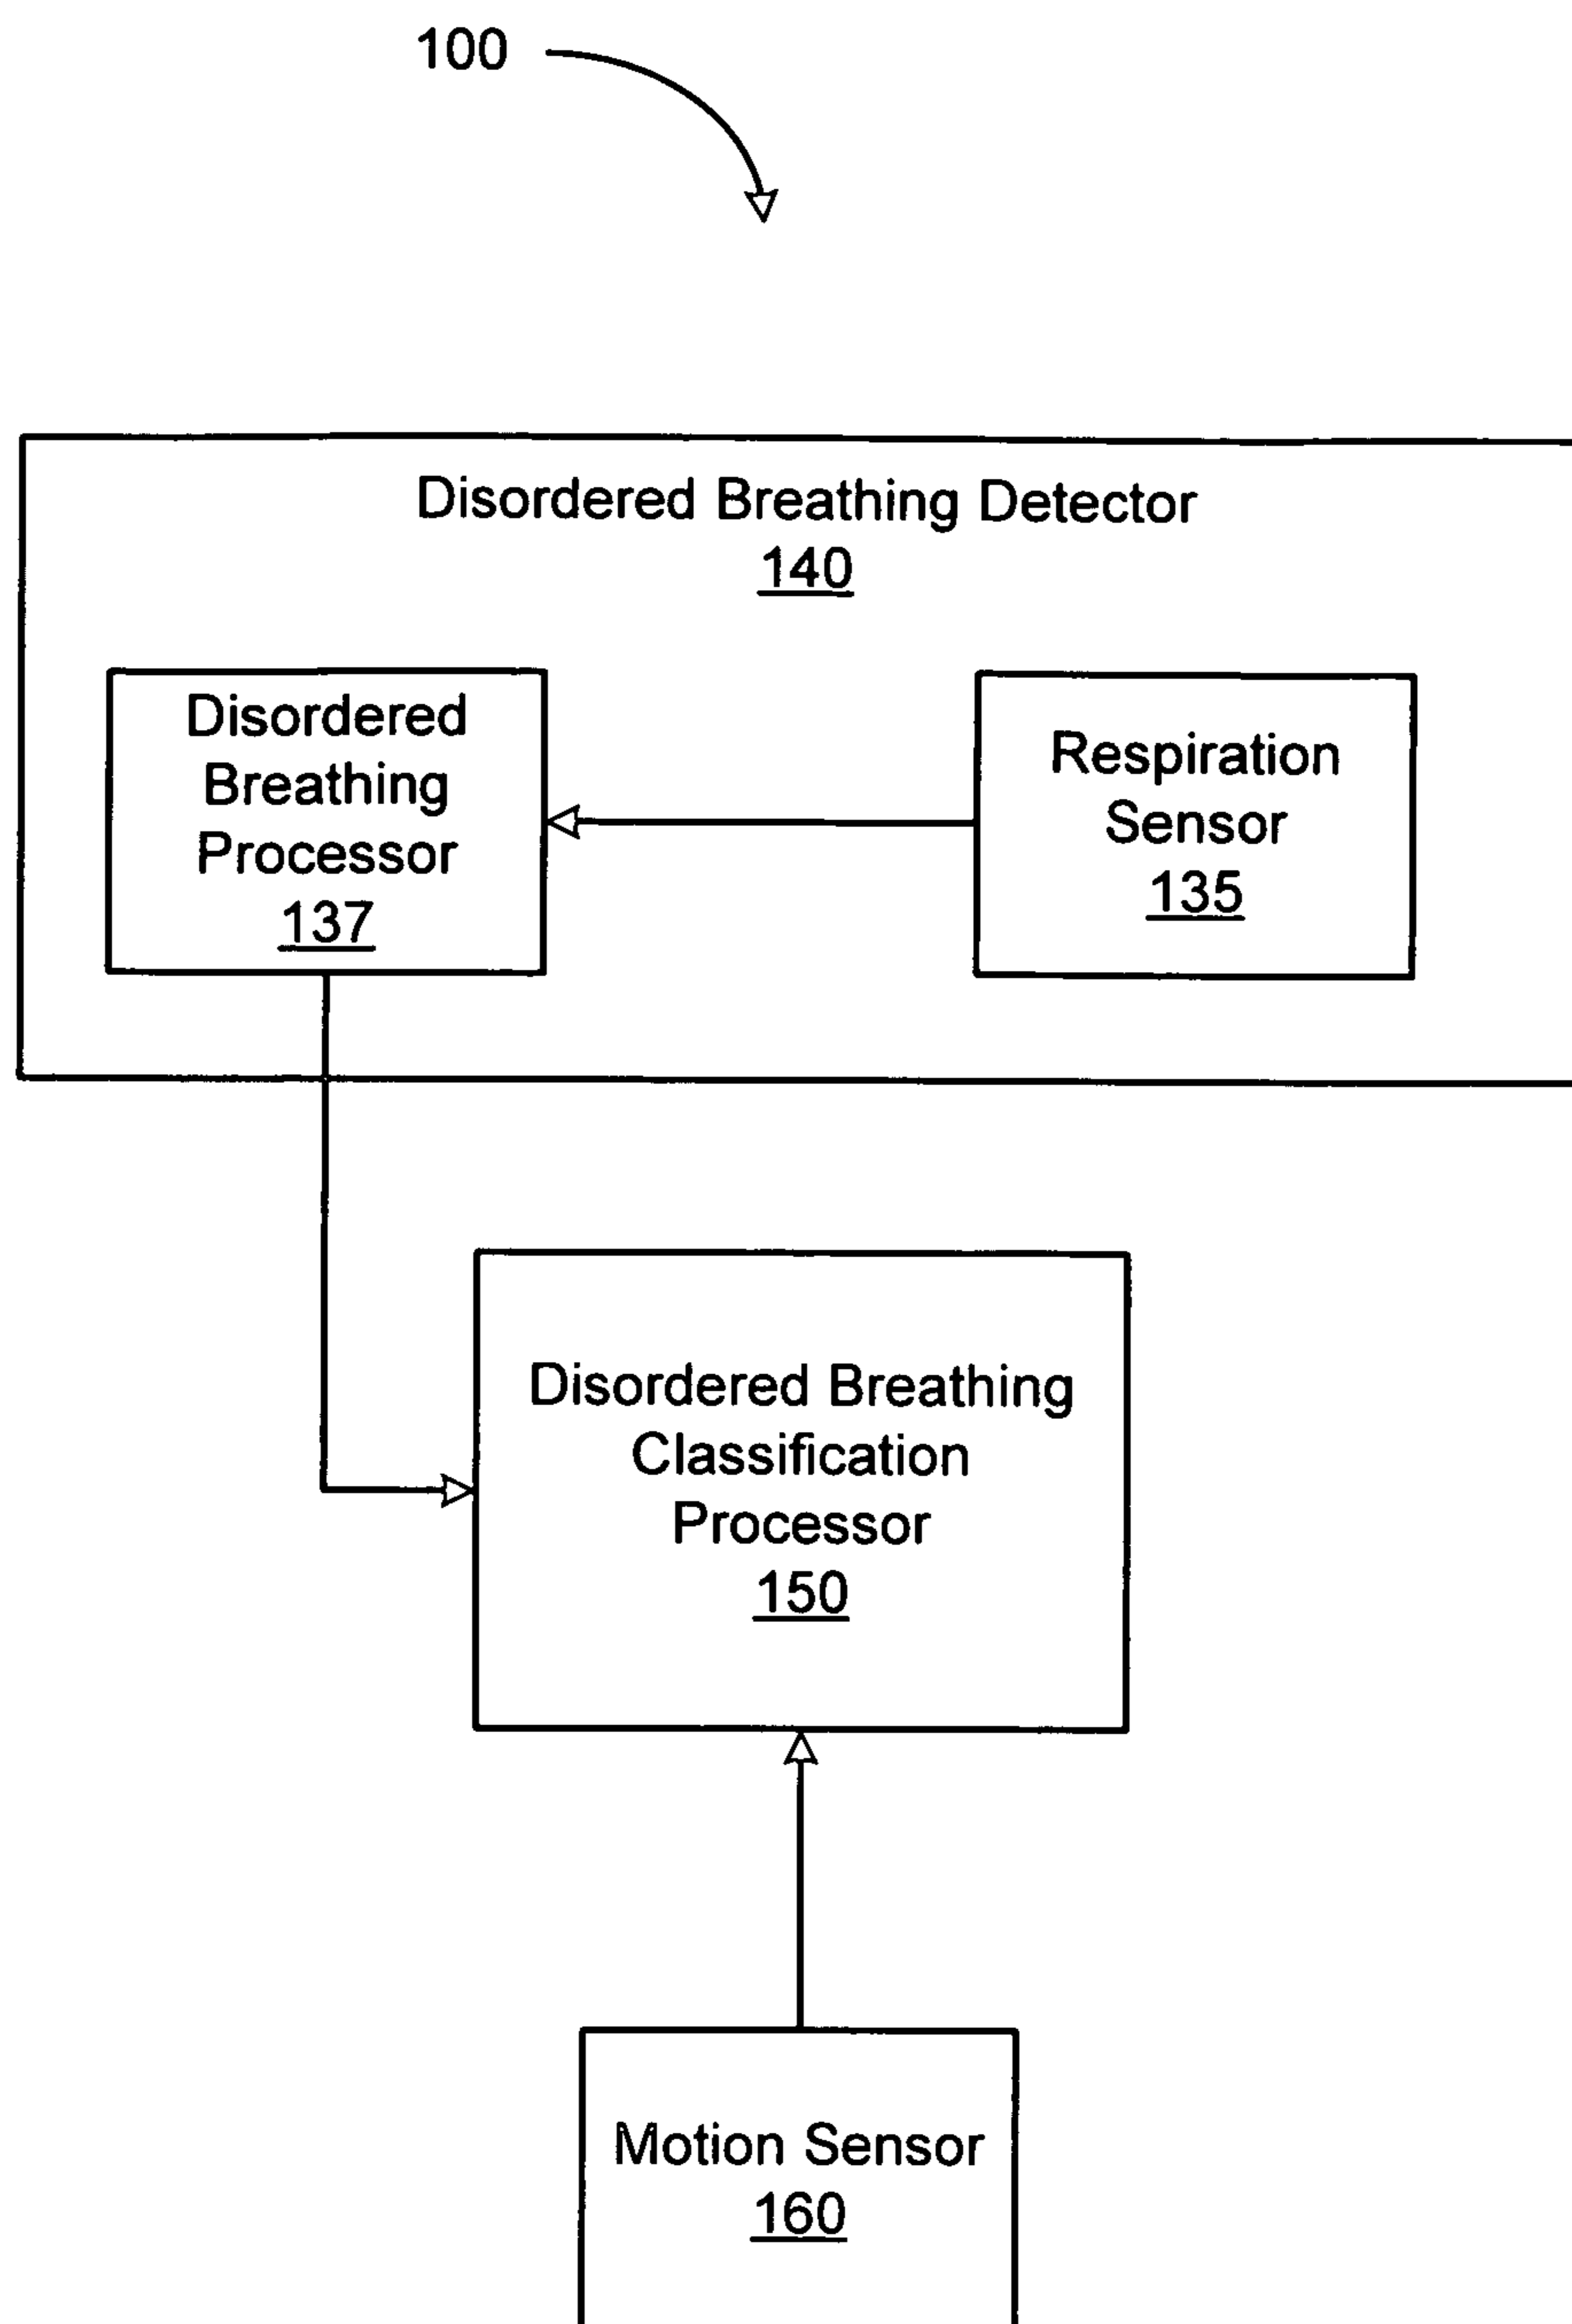 100
Disordered Breathing Detector
140
Disordered
Breathing
Processor
137
Respiration
Sensor
135
Disordered Breathing
Classification
Processor
150
Motion Sensor
160